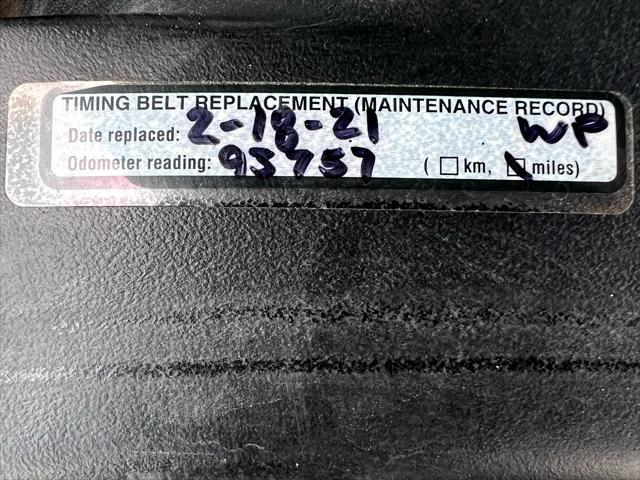 TIMING BELT REPLACEMENT (MAINTENANCE RECORD)
Date replaced: 2-18-21 WP
Odometer reading: 93757 ( km, miles)